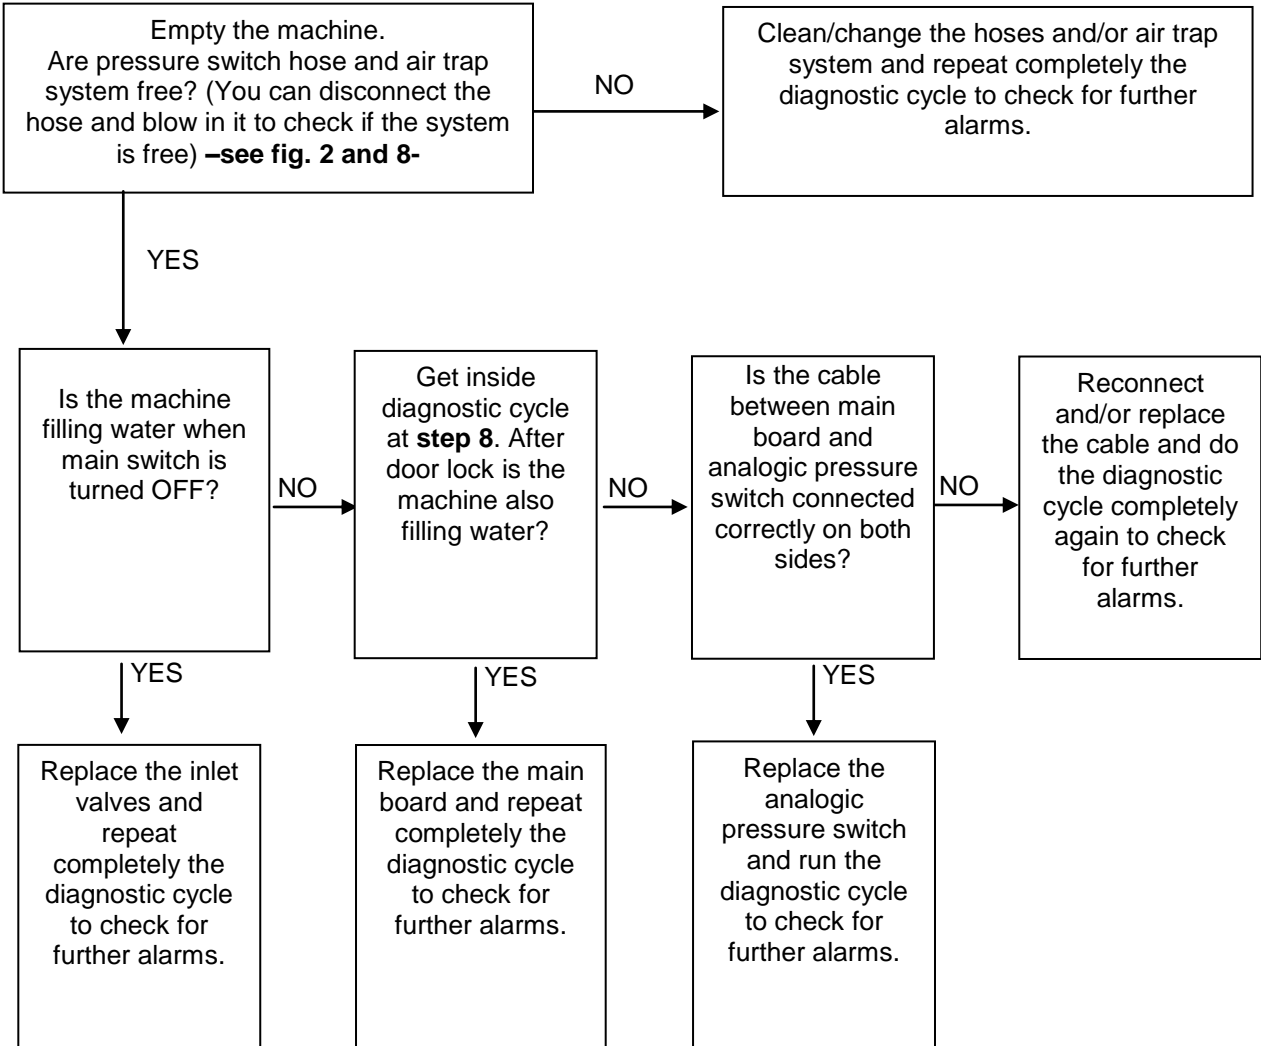 Empty the machine.
Are pressure switch hose and air trap
system free? (You can disconnect the
hose and blow in it to check if the system
is free) –see fig. 2 and 8-
NO
Clean/change the hoses and/or air trap
system and repeat completely the
diagnostic cycle to check for further
alarms.
YES
Is the machine
filling water when
main switch is
turned OFF?
NO
Get inside
diagnostic cycle
at step 8. After
door lock is the
machine also
filling water?
NO
Is the cable
between main
board and
analogic pressure
switch connected
correctly on both
sides?
NO
Reconnect
and/or replace
the cable and do
the diagnostic
cycle completely
again to check
for further
alarms.
YES
YES
YES
Replace the inlet
valves and
repeat
completely the
diagnostic cycle
to check for
further alarms.
Replace the main
board and repeat
completely the
diagnostic cycle
to check for
further alarms.
Replace the
analogic
pressure switch
and run the
diagnostic cycle
to check for
further alarms.